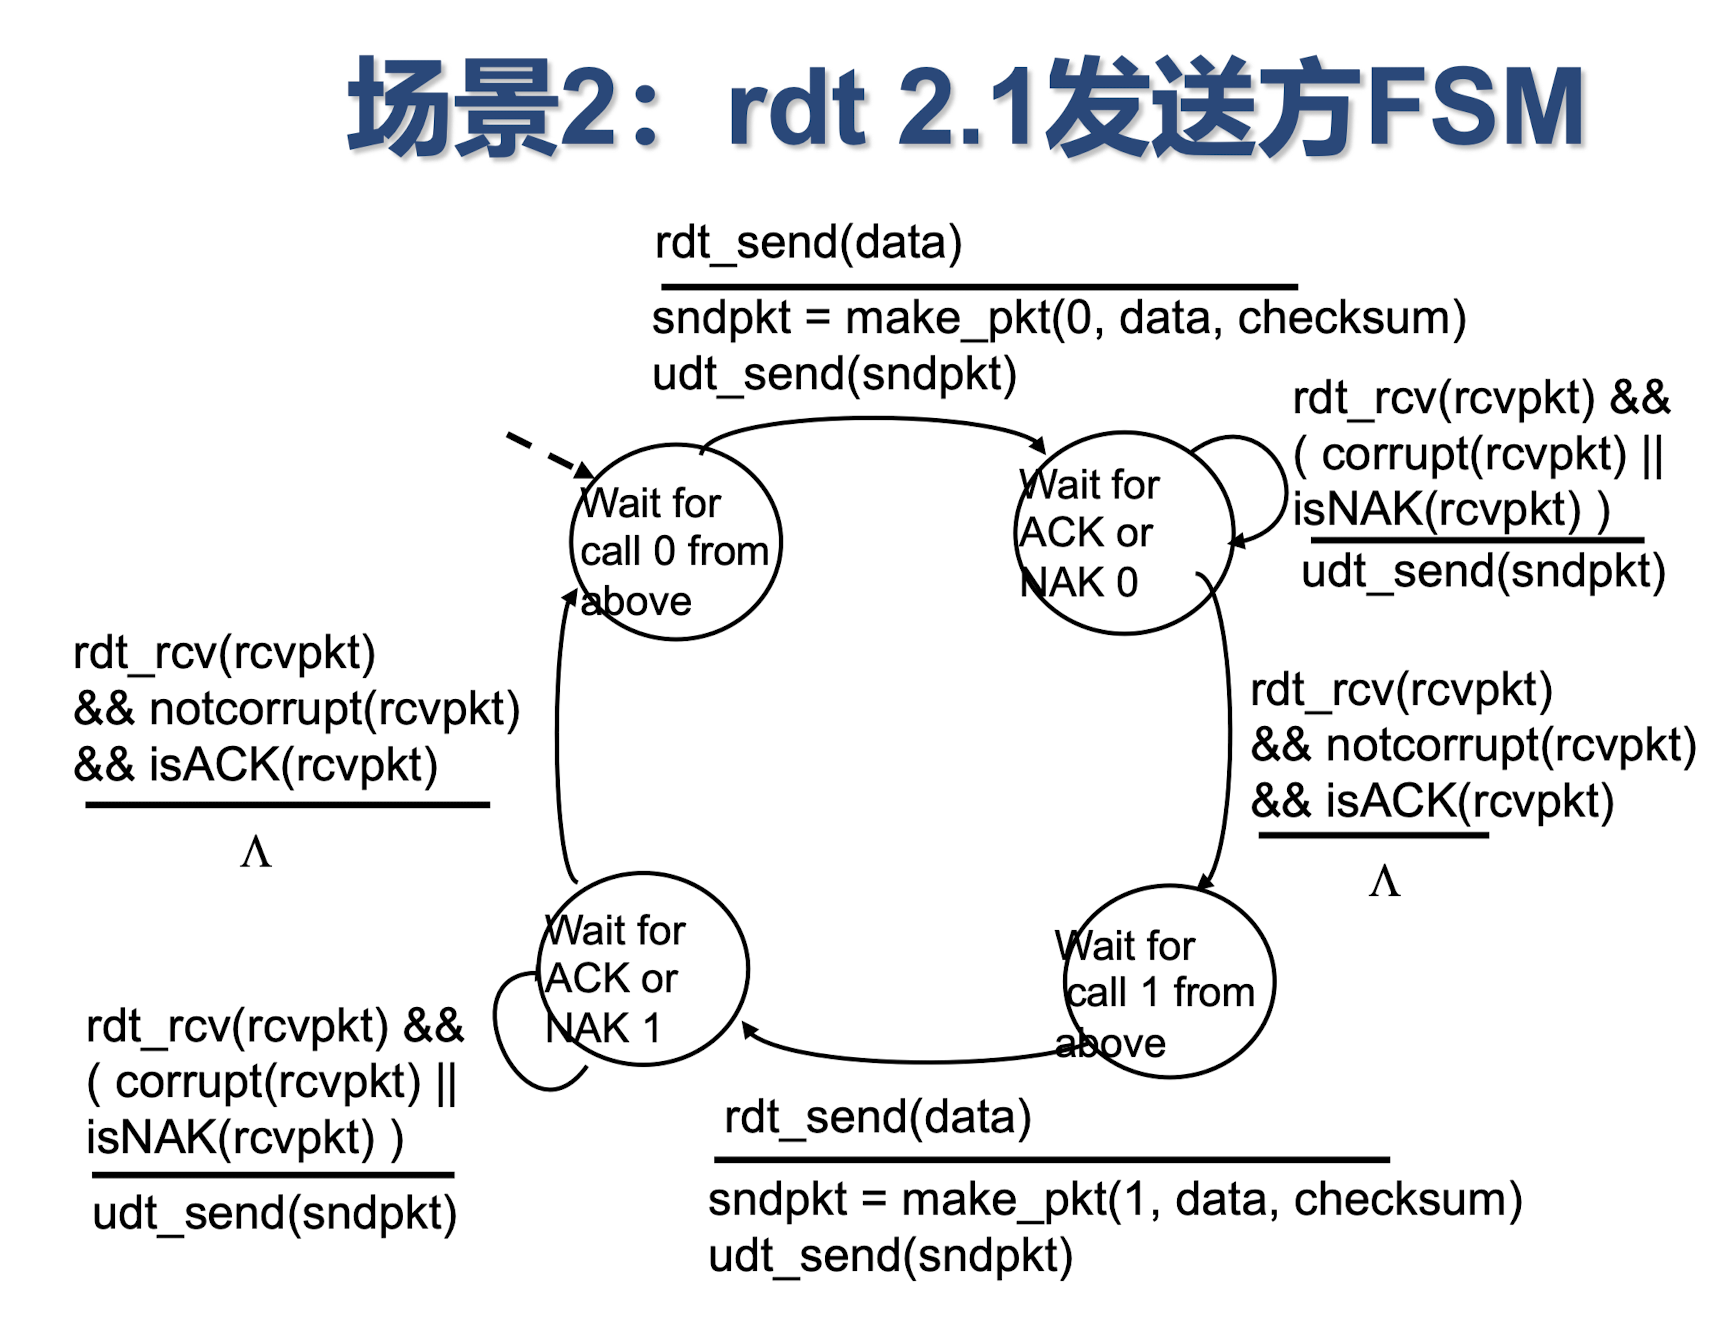 场景2：rdt 2.1发送方FSM
rdt_send(data)
sndpkt = make_pkt(0, data, checksum)
udt_send(sndpkt)
rdt_rcv(rcvpkt) &&
( corrupt(rcvpkt) ||
isNAK(rcvpkt) )
udt_send(sndpkt)
Wait for
call 0 from
above
Wait for
ACK or
NAK 0
rdt_rcv(rcvpkt)
&& notcorrupt(rcvpkt)
&& isACK(rcvpkt)
Λ
rdt_rcv(rcvpkt)
&& notcorrupt(rcvpkt)
&& isACK(rcvpkt)
Λ
Wait for
ACK or
NAK 1
Wait for
call 1 from
above
rdt_rcv(rcvpkt) &&
( corrupt(rcvpkt) ||
isNAK(rcvpkt) )
udt_send(sndpkt)
rdt_send(data)
sndpkt = make_pkt(1, data, checksum)
udt_send(sndpkt)